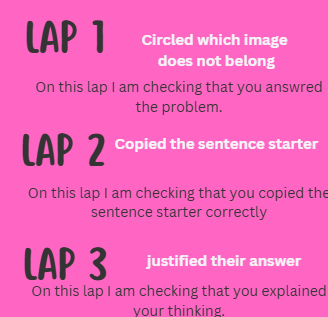 LAP 1
Circled which image
does not belong
On this lap I am checking that you answred
the problem.
LAP 2
Copied the sentence starter
On this lap I am checking that you copied the
sentence starter correctly
LAP 3
justified their answer
On this lap I am checking that you explained
your thinking.